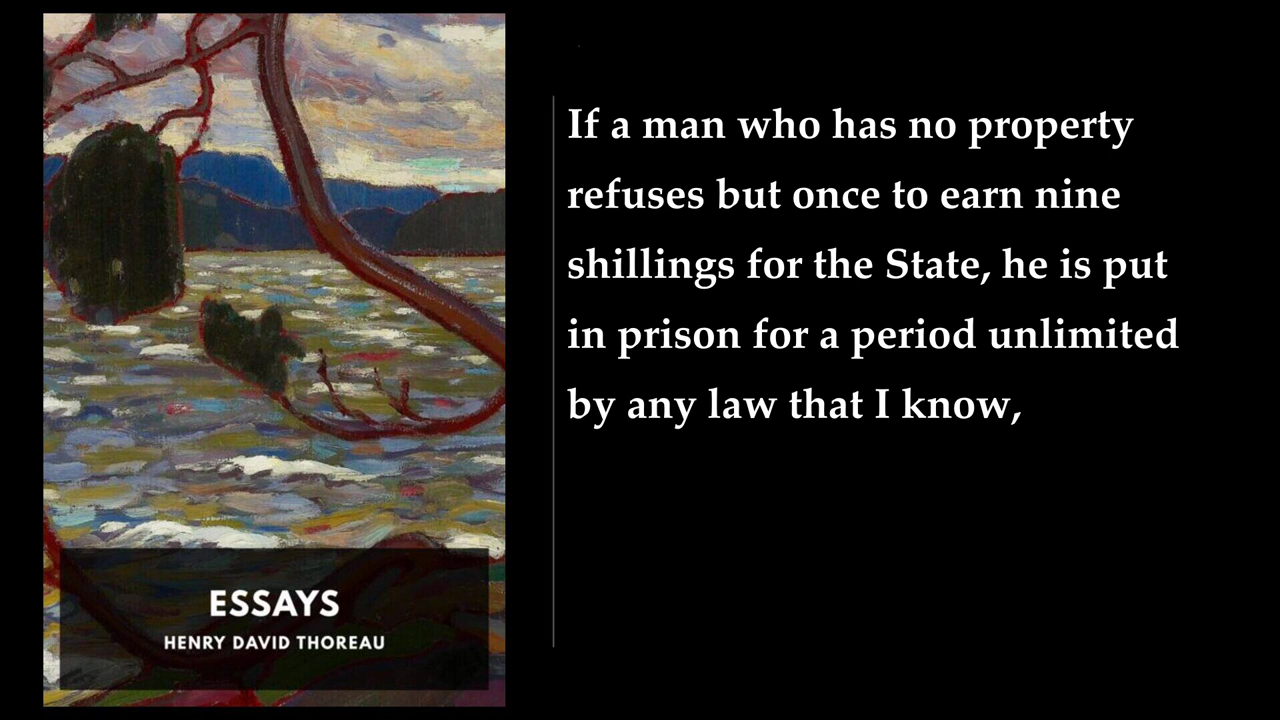 ESSAYS
HENRY DAVID THOREAU
If a man who has no property
refuses but once to earn nine
shillings for the State, he is put
in prison for a period unlimited
by any law that I know,